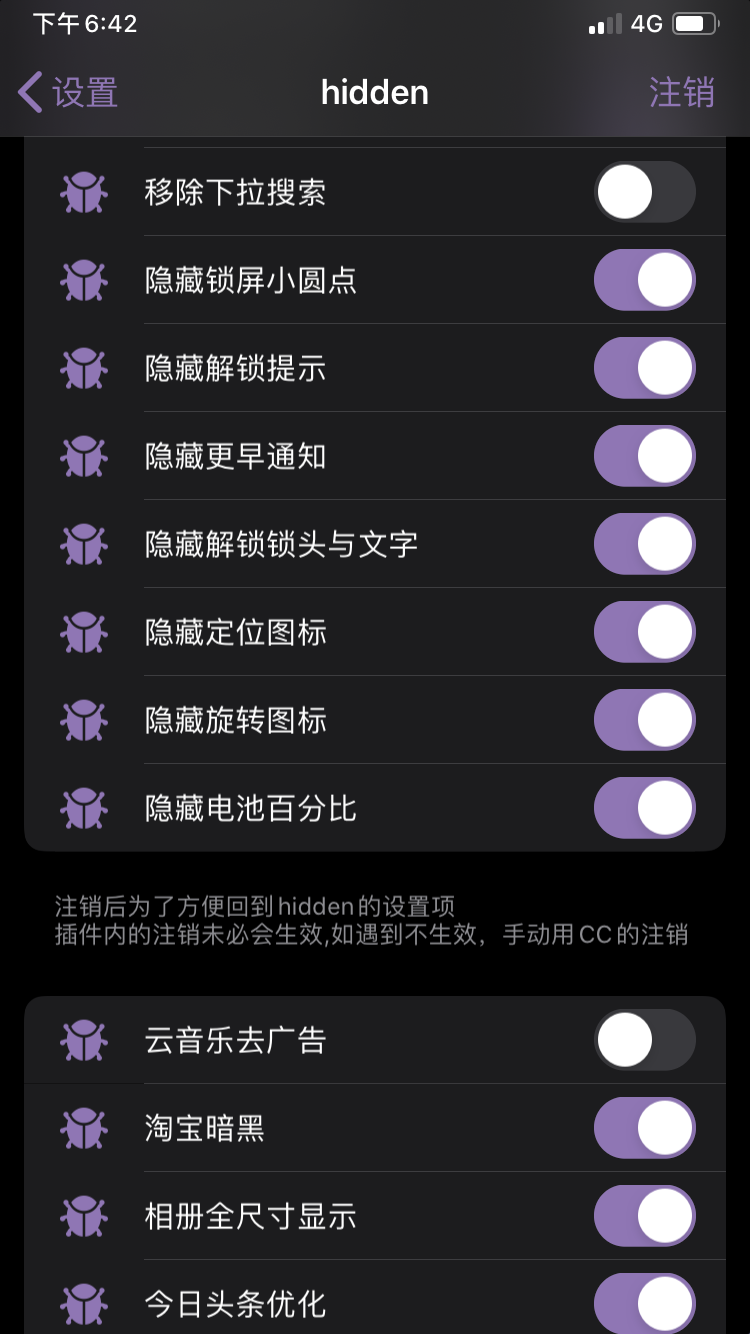 下午6:42
4G
设置
hidden
注销
移除下拉搜索
隐藏锁屏小圆点
隐藏解锁提示
隐藏更早通知
隐藏解锁锁头与文字
隐藏定位图标
隐藏旋转图标
隐藏电池百分比
注销后为了方便回到hidden的设置项
插件内的注销未必会生效,如遇到不生效，手动用CC的注销
云音乐去广告
淘宝暗黑
相册全尺寸显示
今日头条优化